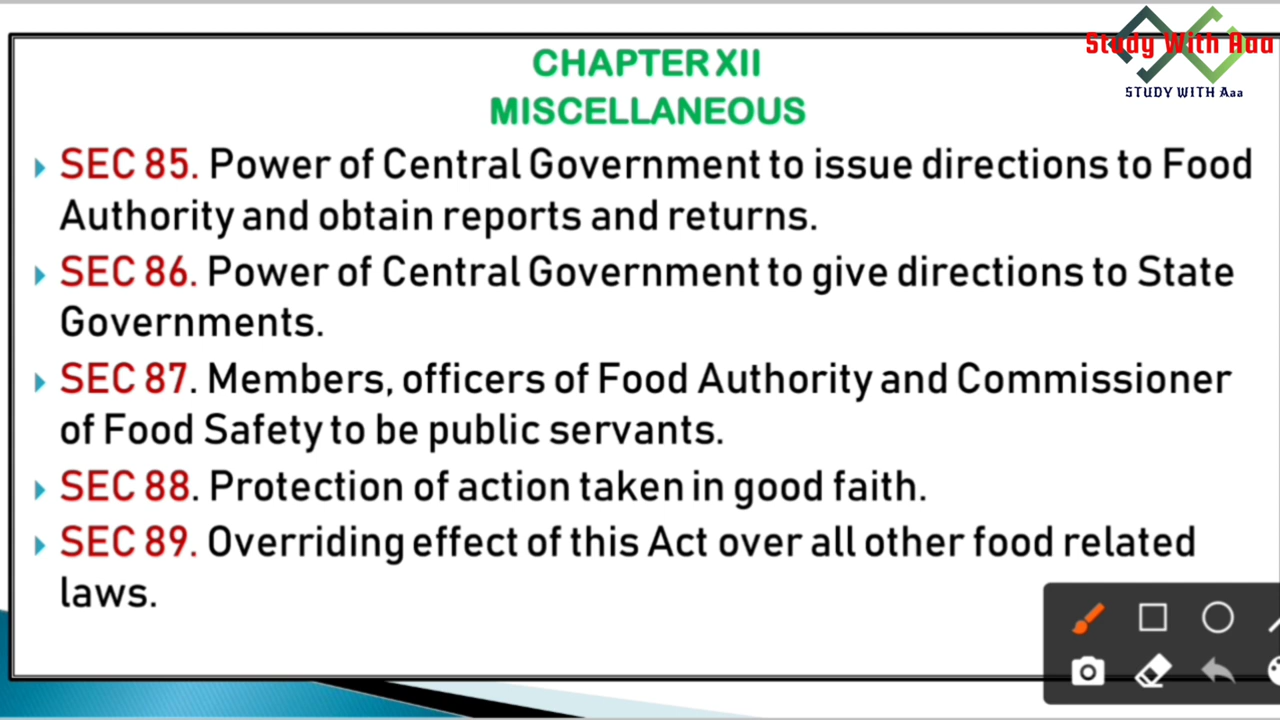 Study With Aaa
STUDY WITH Aaa
CHAPTER XII
MISCELLANEOUS
SEC 85. Power of Central Government to issue directions to Food
Authority and obtain reports and returns.
SEC 86. Power of Central Government to give directions to State
Governments.
SEC 87. Members, officers of Food Authority and Commissioner
of Food Safety to be public servants.
SEC 88. Protection of action taken in good faith.
SEC 89. Overriding effect of this Act over all other food related
laws.